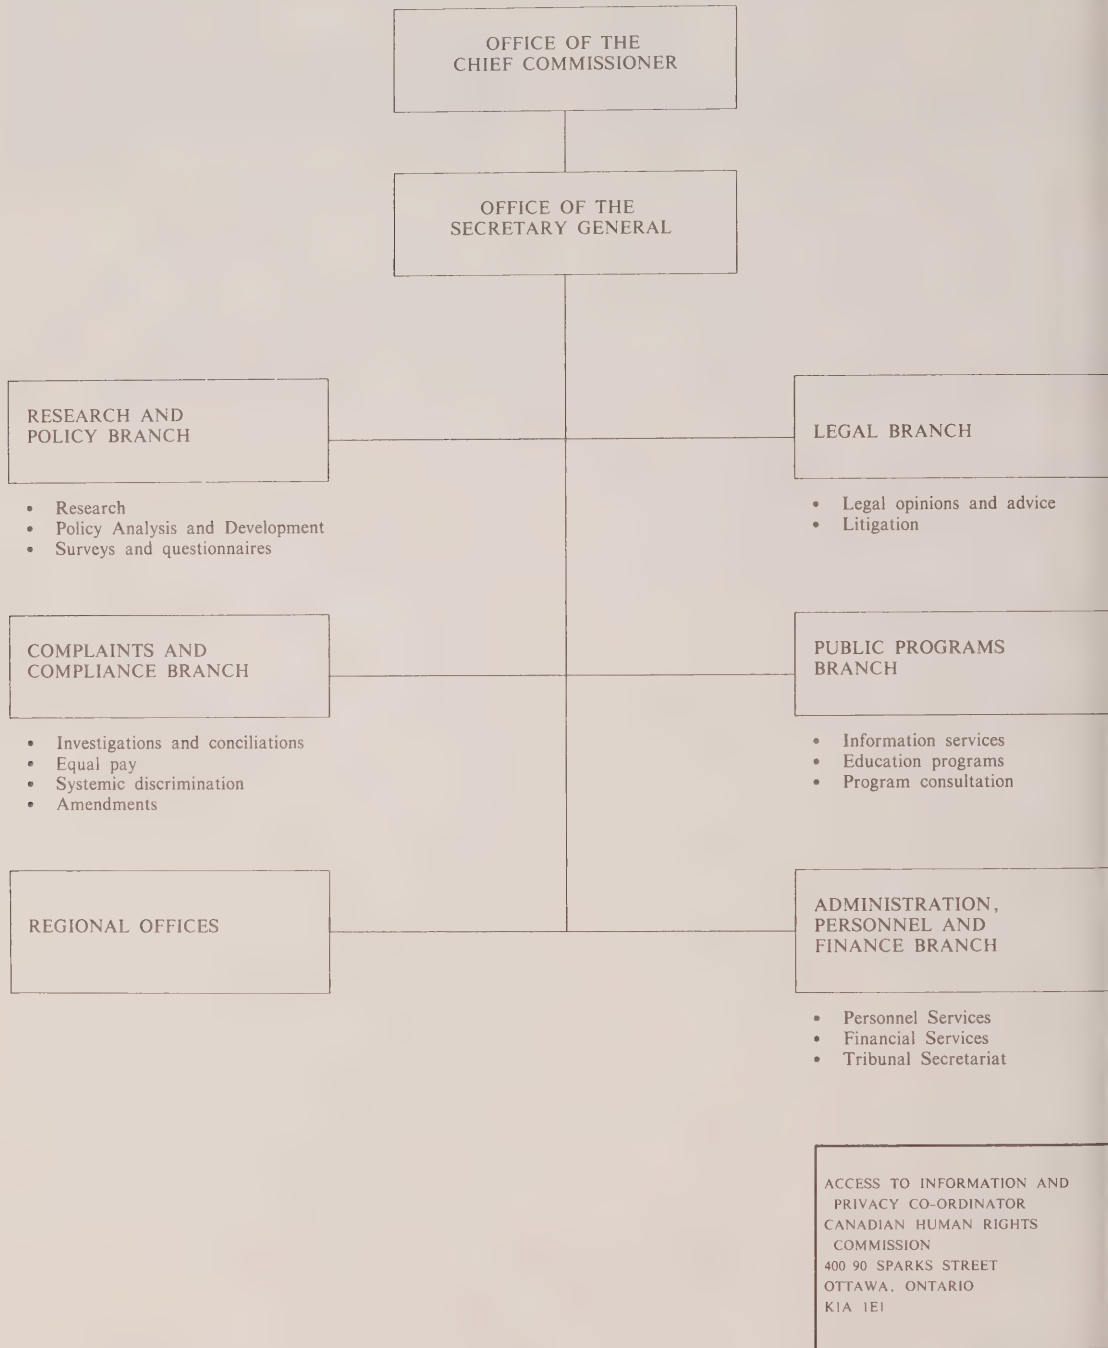 OFFICE OF THE
CHIEF COMMISSIONER
OFFICE OF THE
SECRETARY GENERAL
RESEARCH AND
POLICY BRANCH
• Research
• Policy Analysis and Development
• Surveys and questionnaires
LEGAL BRANCH
• Legal opinions and advice
• Litigation
COMPLAINTS AND
COMPLIANCE BRANCH
• Investigations and conciliations
• Equal pay
• Systemic discrimination
• Amendments
PUBLIC PROGRAMS
BRANCH
• Information services
• Education programs
• Program consultation
REGIONAL OFFICES
ADMINISTRATION,
PERSONNEL AND
FINANCE BRANCH
• Personnel Services
• Financial Services
• Tribunal Secretariat
ACCESS TO INFORMATION AND
PRIVACY CO-ORDINATOR
CANADIAN HUMAN RIGHTS
COMMISSION
400 90 SPARKS STREET
OTTAWA, ONTARIO
K1A 1E1